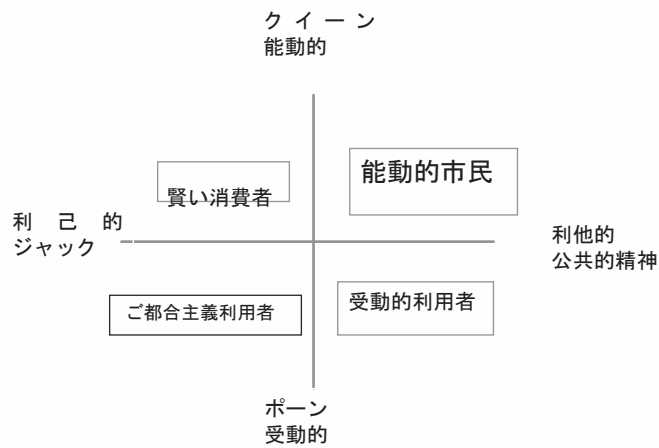 クイーン
能動的
賢い消費者
能動的市民
利己的
ジャック
利他的
公共的精神
ご都合主義利用者
受動的利用者
ポーン
受動的